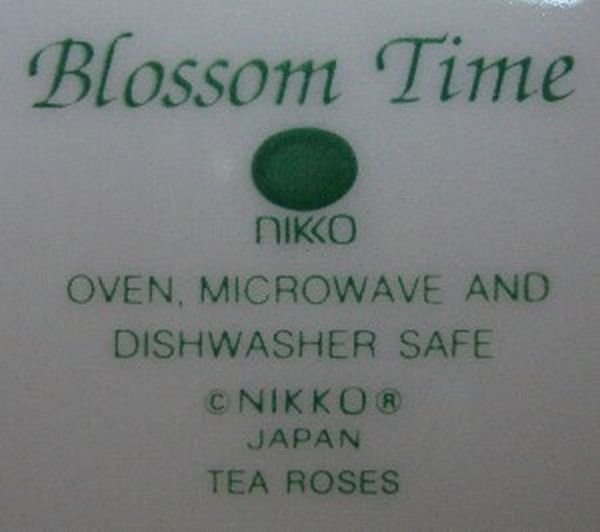 Blossom Time
NIKKO
OVEN, MICROWAVE AND
DISHWASHER SAFE
©NIKKO®
JAPAN
TEA ROSES